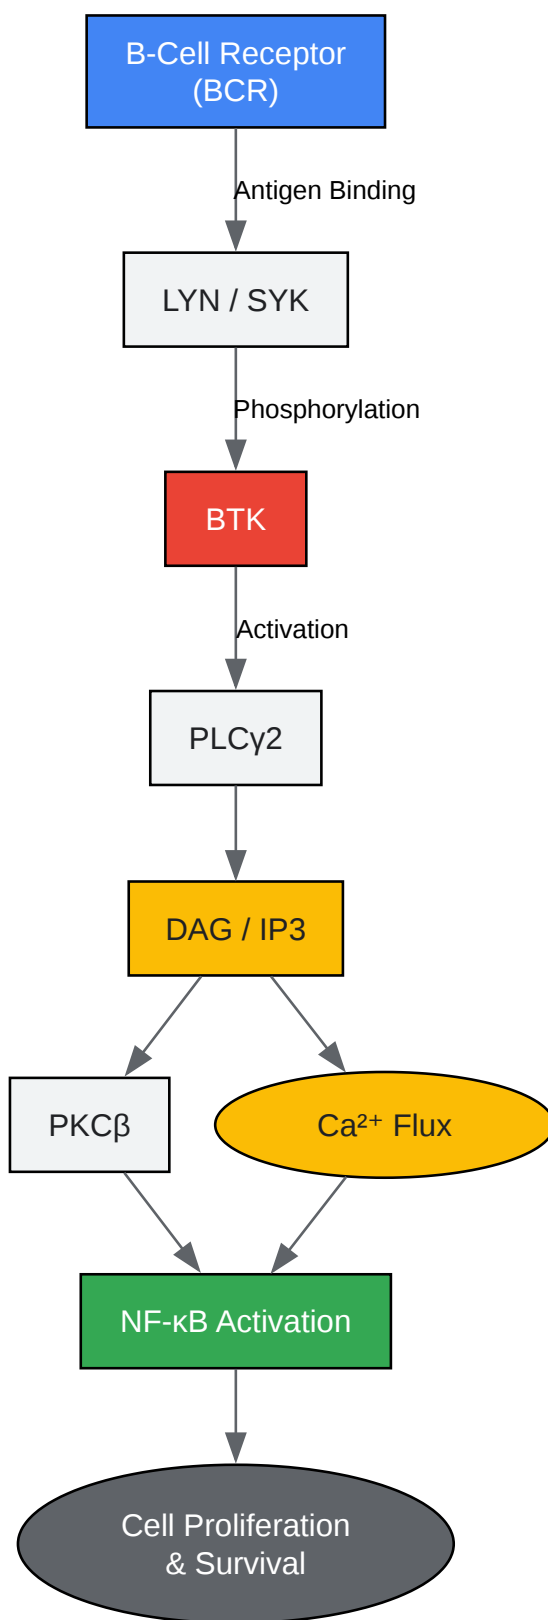 B-Cell Receptor
(BCR)
Antigen Binding
LYN / SYK
Phosphorylation
BTK
Activation
PLCγ2
DAG / IP3
PKCβ
Ca²⁺ Flux
NF-κB Activation
Cell Proliferation
& Survival